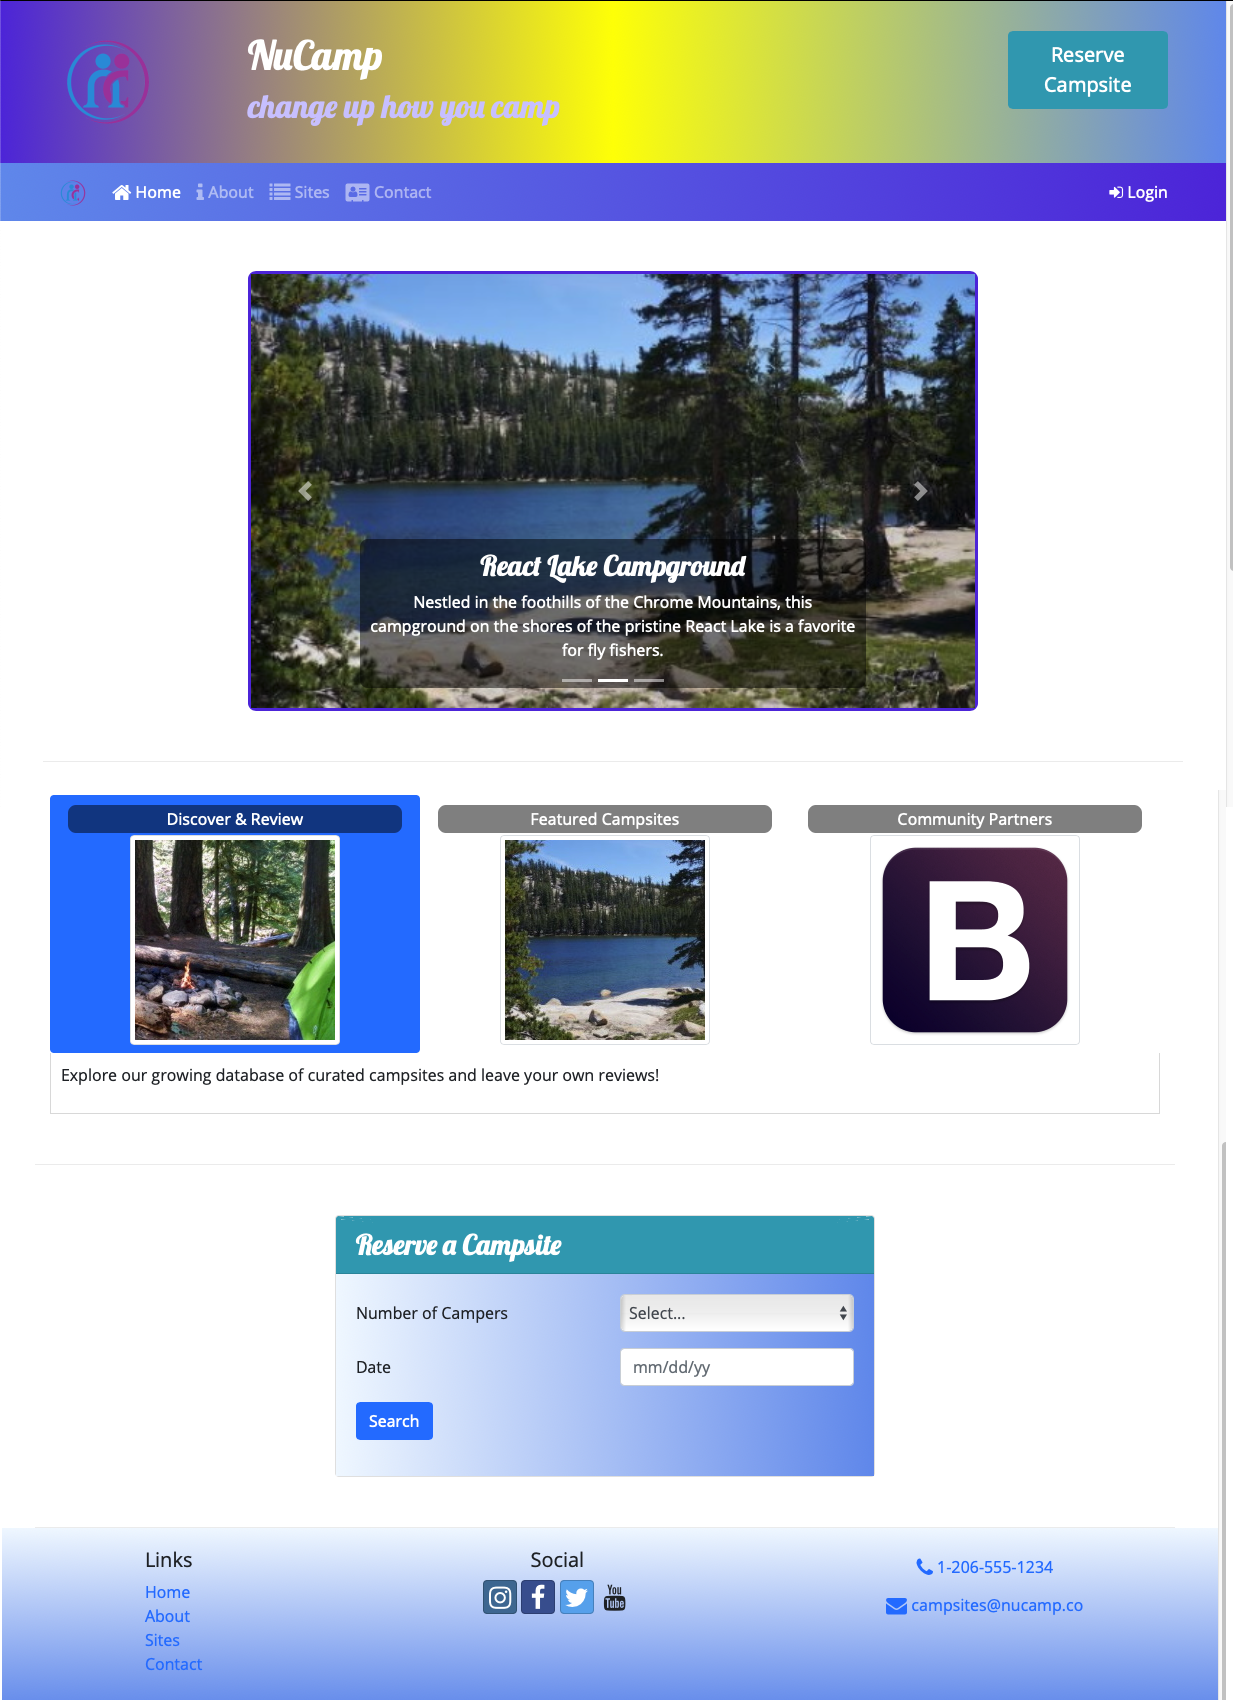 NuCamp
change up how you camp
Reserve
Campsite
Home About Sites Contact
Login
React Lake Campground
Nestled in the foothills of the Chrome Mountains, this
campground on the shores of the pristine React Lake is a favorite
for fly fishers.
Discover & Review
Featured Campsites
Community Partners
B
Explore our growing database of curated campsites and leave your own reviews!
Reserve a Campsite
Number of Campers
Select...
Date
mm/dd/yy
Search
Links
Home
About
Sites
Contact
Social
You
Tube
1-206-555-1234
campsites@nucamp.co